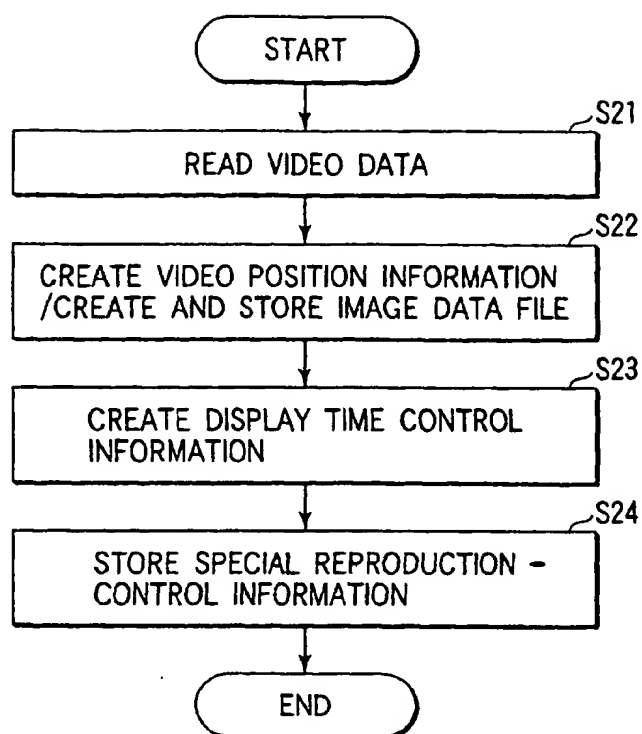 START
S21
READ VIDEO DATA
S22
CREATE VIDEO POSITION INFORMATION
/CREATE AND STORE IMAGE DATA FILE
S23
CREATE DISPLAY TIME CONTROL
INFORMATION
S24
STORE SPECIAL REPRODUCTION -
CONTROL INFORMATION
END